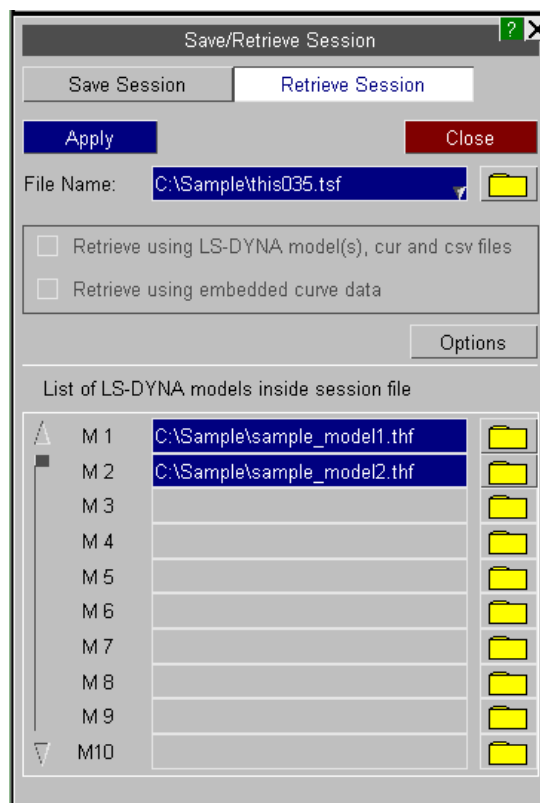 Save/Retrieve Session ? X
Save Session Retrieve Session
Apply Close
File Name: C:\Sample\this035.tsf
Retrieve using LS-DYNA model(s), cur and csv files
Retrieve using embedded curve data
Options
List of LS-DYNA models inside session file
M 1 C:\Sample\sample_model1.thf
M 2 C:\Sample\sample_model2.thf
M 3
M 4
M 5
M 6
M 7
M 8
M 9
M10